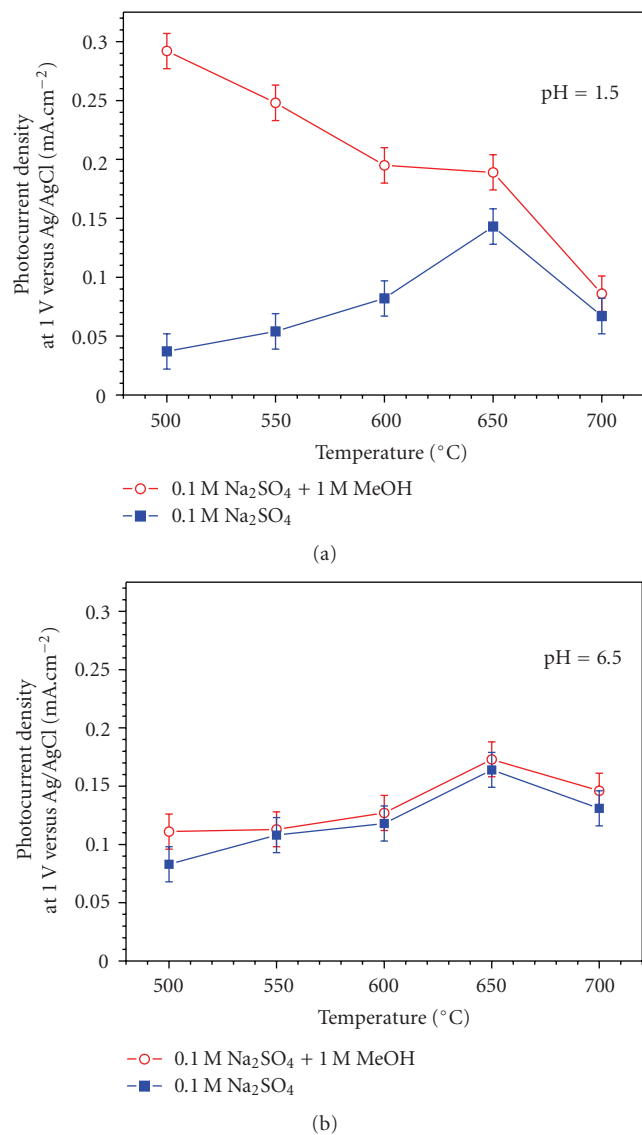 0.3
0.25
0.2
0.15
0.1
0.05
0
Photocurrent density
at 1 V versus Ag/AgCl (mA.cm⁻²)
pH = 1.5
500 550 600 650 700
Temperature (°C)
0.1 M Na₂SO₄ + 1 M MeOH
0.1 M Na₂SO₄
(a)
0.3
0.25
0.2
0.15
0.1
0.05
0
Photocurrent density
at 1 V versus Ag/AgCl (mA.cm⁻²)
pH = 6.5
500 550 600 650 700
Temperature (°C)
0.1 M Na₂SO₄ + 1 M MeOH
0.1 M Na₂SO₄
(b)